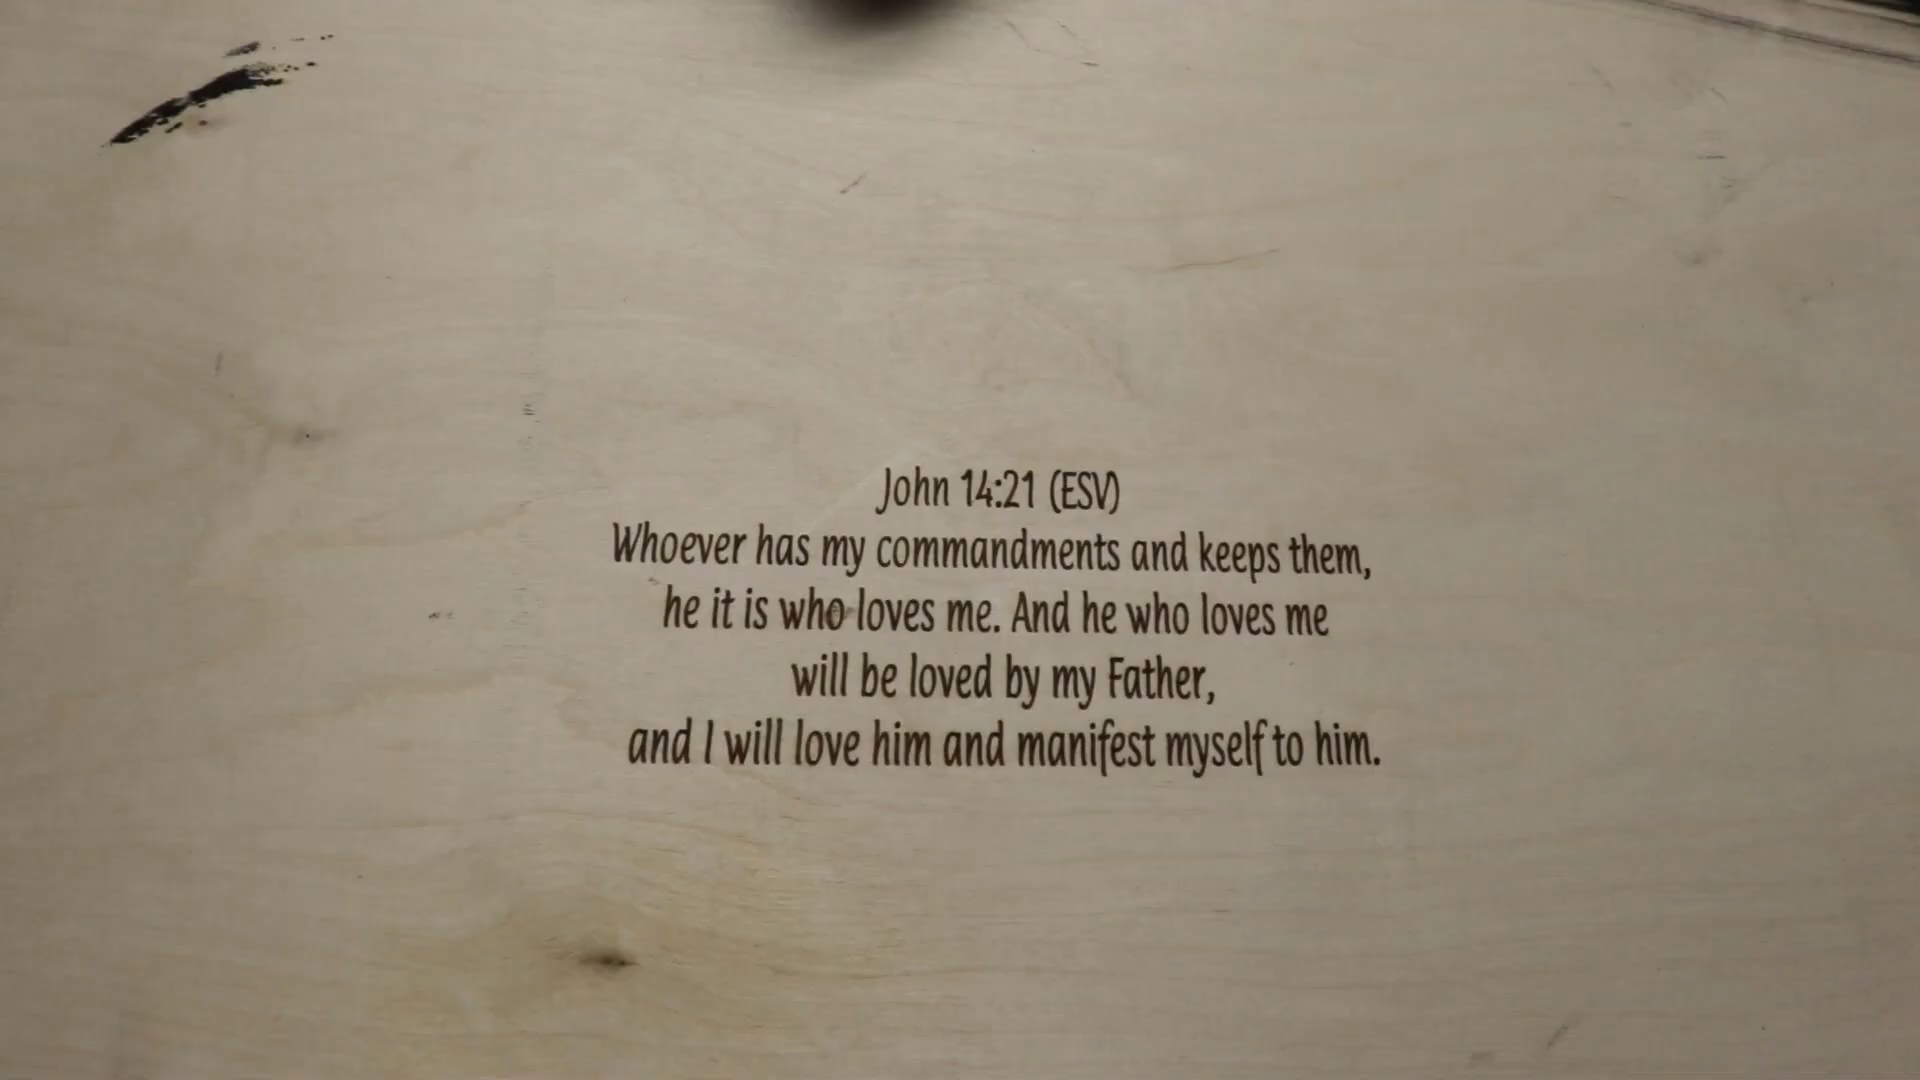 John 14:21 (ESV)
Whoever has my commandments and keeps them,
he it is who loves me. And he who loves me
will be loved by my Father,
and I will love him and manifest myself to him.